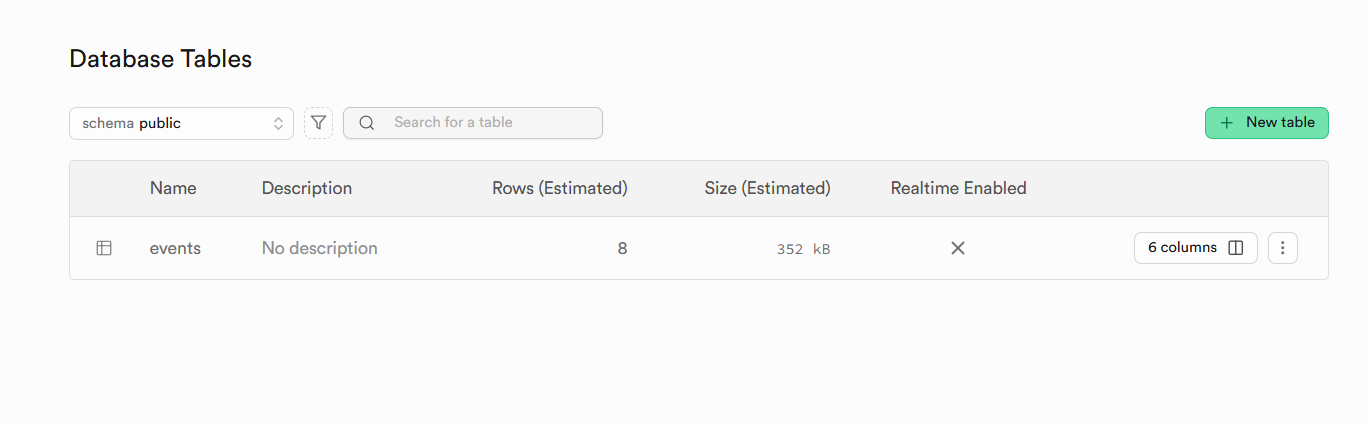 Database Tables
schema public
Search for a table
New table
Name Description Rows (Estimated) Size (Estimated) Realtime Enabled
events No description 8 352 kB 6 columns